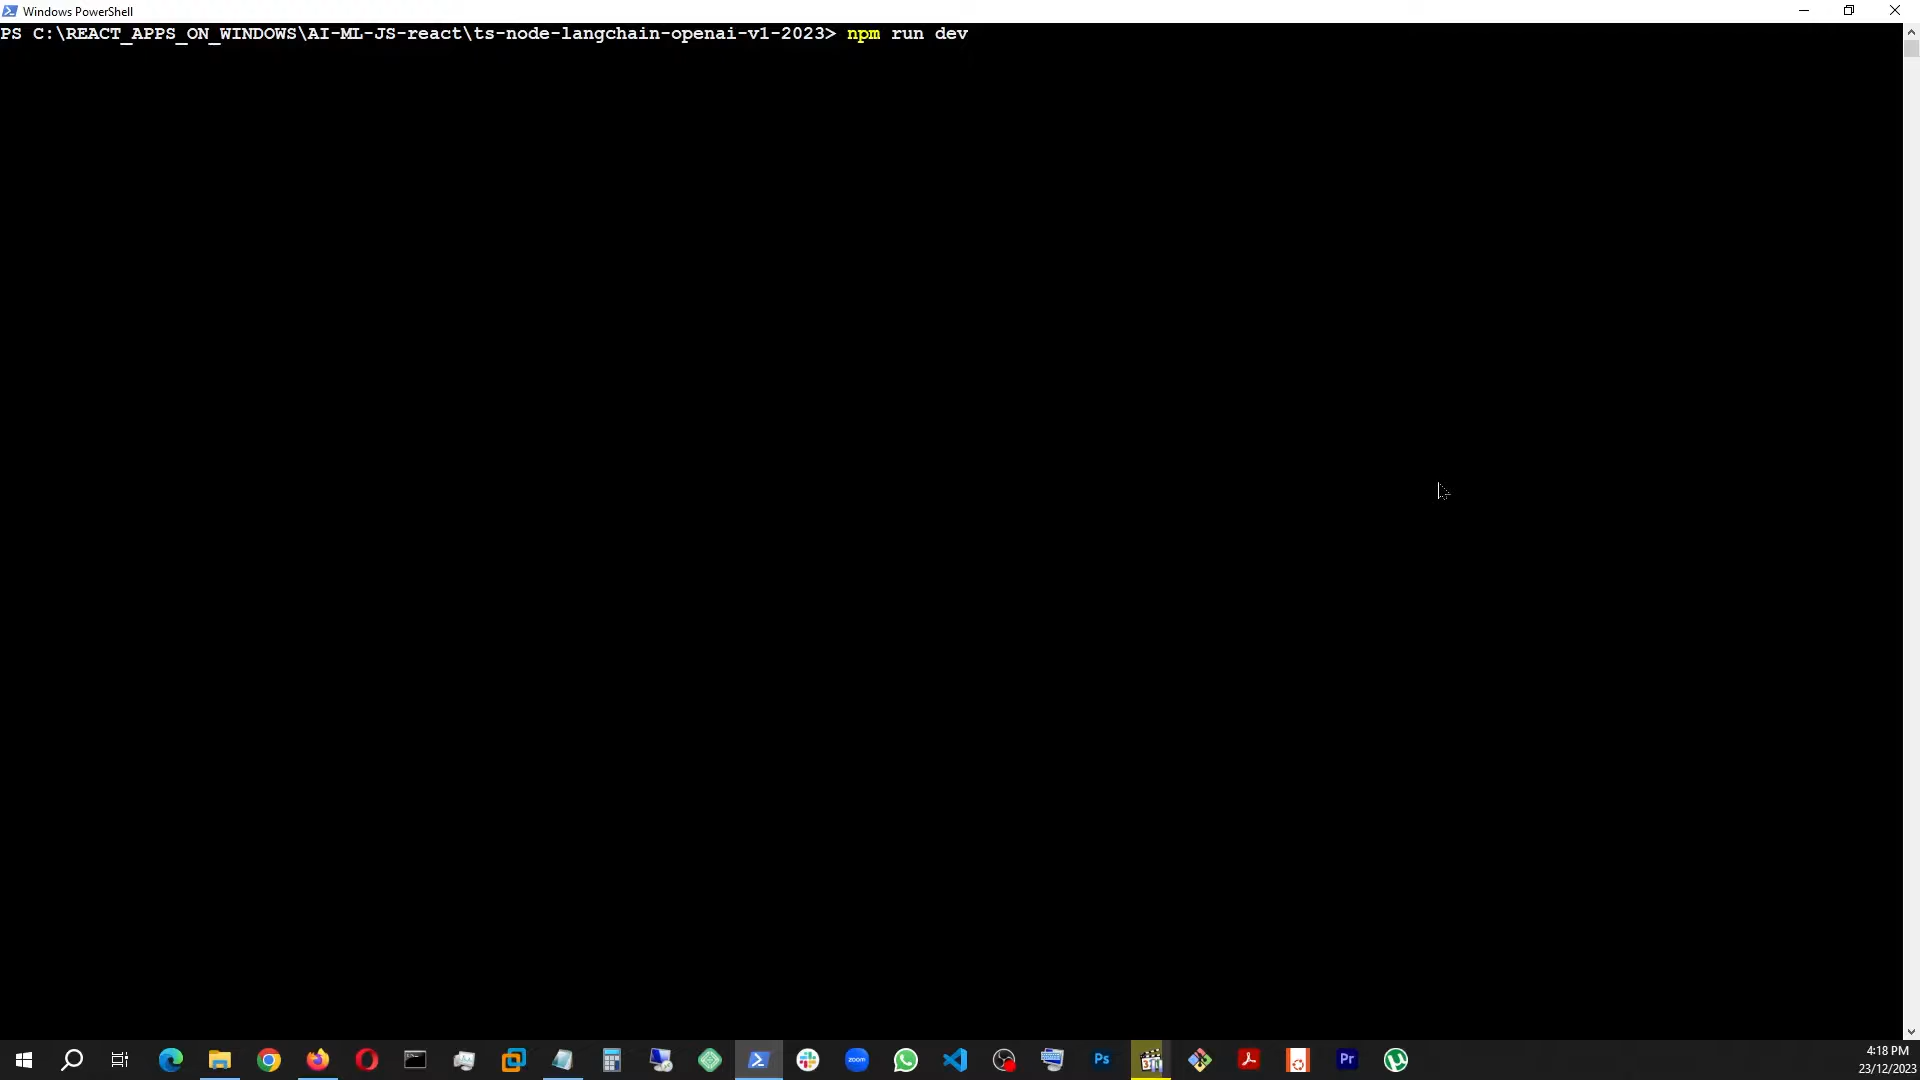 Windows PowerShell
PS C:\REACT_APPS_ON_WINDOWS\AI-ML-JS-react\ts-node-langchain-openai-v1-2023> npm run dev
zoom
Ps
Pr
4:18 PM
23/12/2023